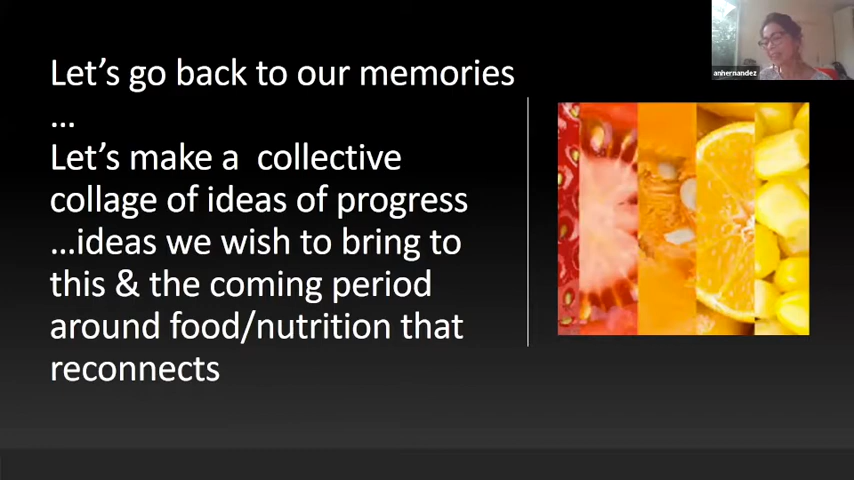 Let's go back to our memories
...
Let's make a  collective
collage of ideas of progress
...ideas we wish to bring to
this & the coming period
around food/nutrition that
reconnects
anhernandez